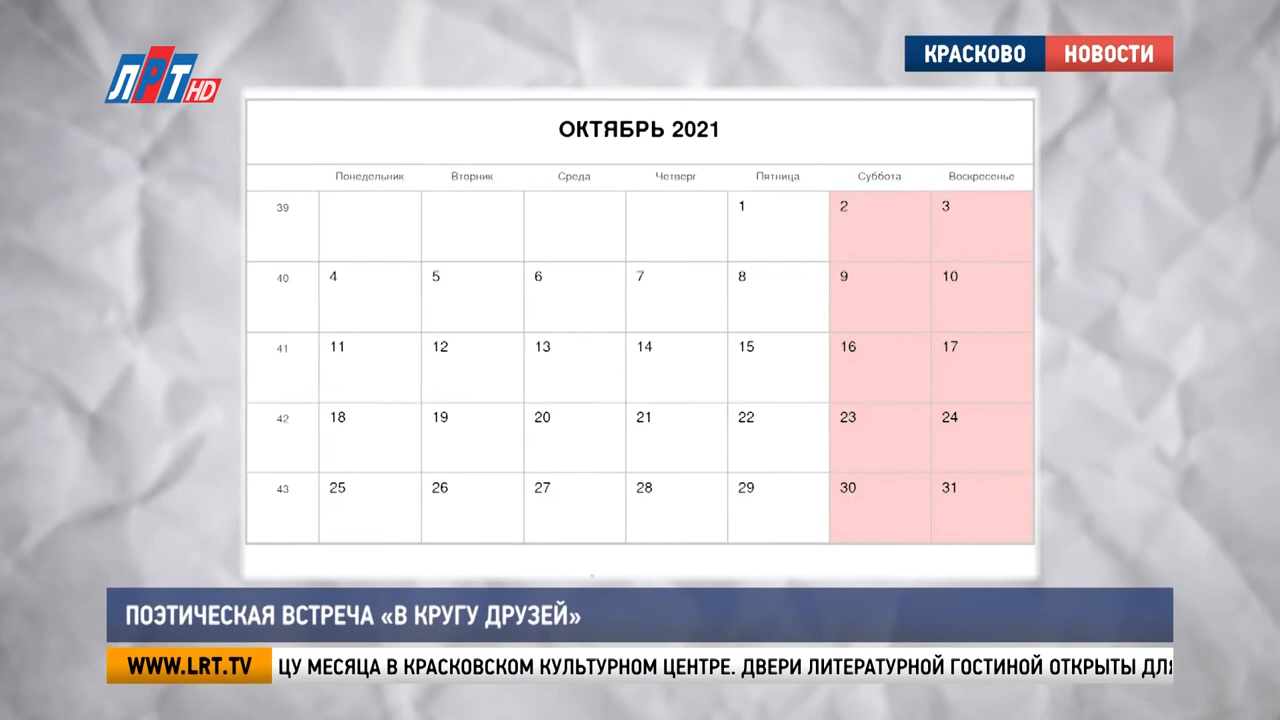 ЛРТ HD
КРАСКОВО НОВОСТИ
ОКТЯБРЬ 2021
Понедельник Вторник Среда Четверг Пятница Суббота Воскресенье
39 1 2 3
40 4 5 6 7 8 9 10
41 11 12 13 14 15 16 17
42 18 19 20 21 22 23 24
43 25 26 27 28 29 30 31
ПОЭТИЧЕСКАЯ ВСТРЕЧА «В КРУГУ ДРУЗЕЙ»
WWW.LRT.TV ЦУ МЕСЯЦА В КРАСКОВСКОМ КУЛЬТУРНОМ ЦЕНТРЕ. ДВЕРИ ЛИТЕРАТУРНОЙ ГОСТИНОЙ ОТКРЫТЫ ДЛЯ